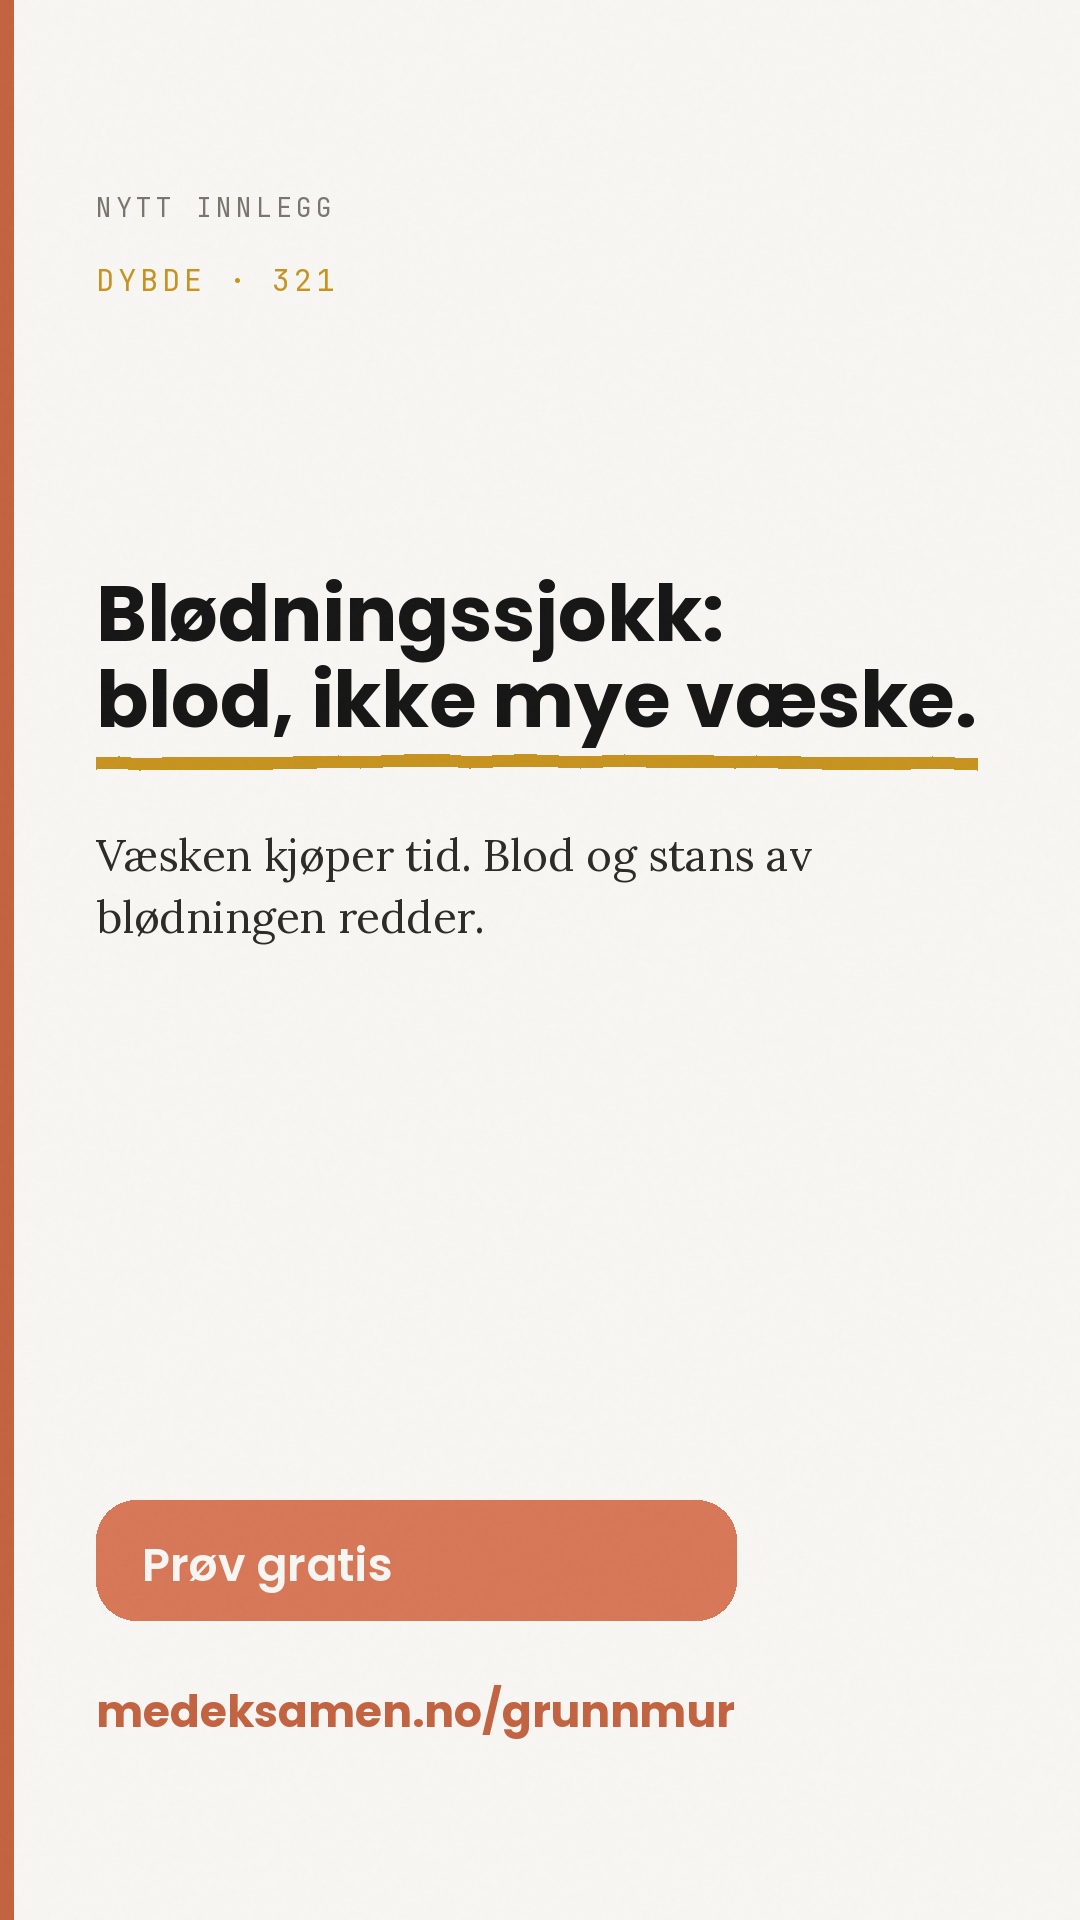 NYTT INNLEGG
DYBDE · 321
Blødningssjokk:
blod, ikke mye væske.
Væsken kjøper tid. Blod og stans av
blødningen redder.
Prøv gratis
medeksamen.no/grunnmur